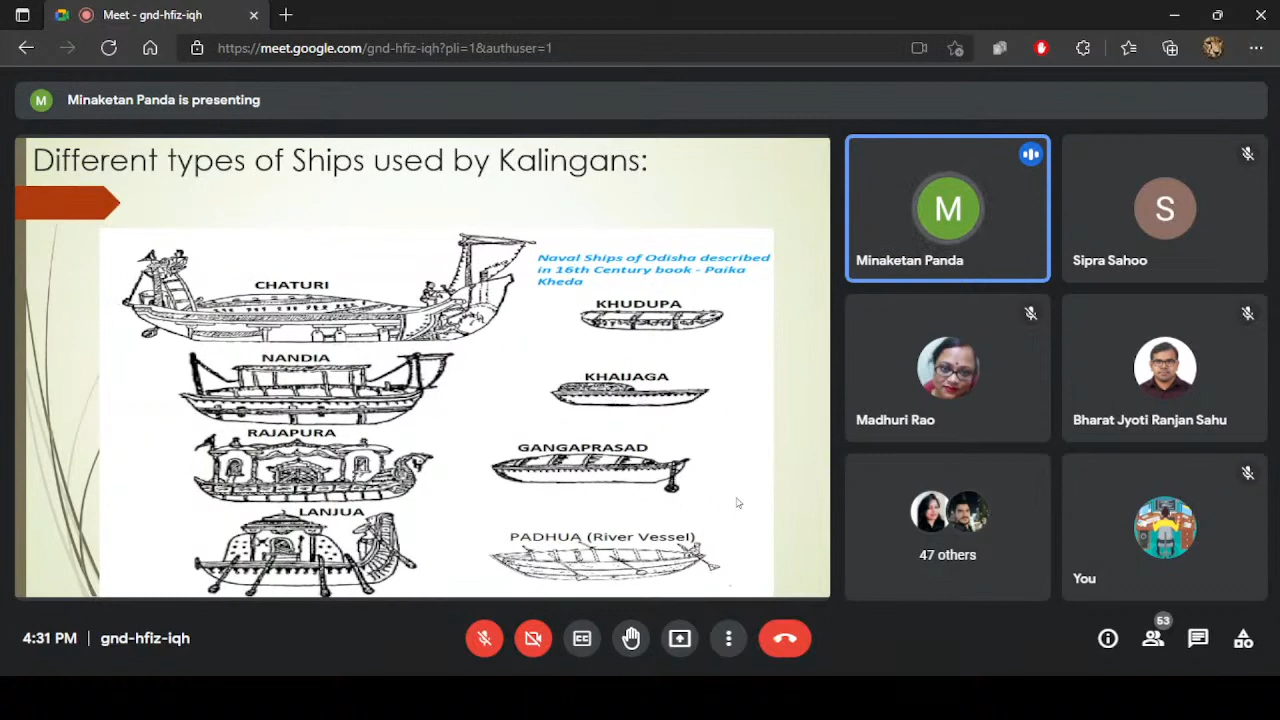 Meet - gnd-hfiz-iqh
https://meet.google.com/gnd-hfiz-iqh?pli=1&authuser=1
M
Minaketan Panda is presenting
Different types of Ships used by Kalingans:
Naval Ships of Odisha described
in 16th Century book - Paika
Kheda
CHATURI
KHUDUPA
NANDIA
KHAIJAGA
RAJAPURA
GANGAPRASAD
LANJUA
PADHUA (River Vessel)
M
Minaketan Panda
S
Sipra Sahoo
Madhuri Rao
Bharat Jyoti Ranjan Sahu
47 others
You
4:31 PM | gnd-hfiz-iqh
CC
53